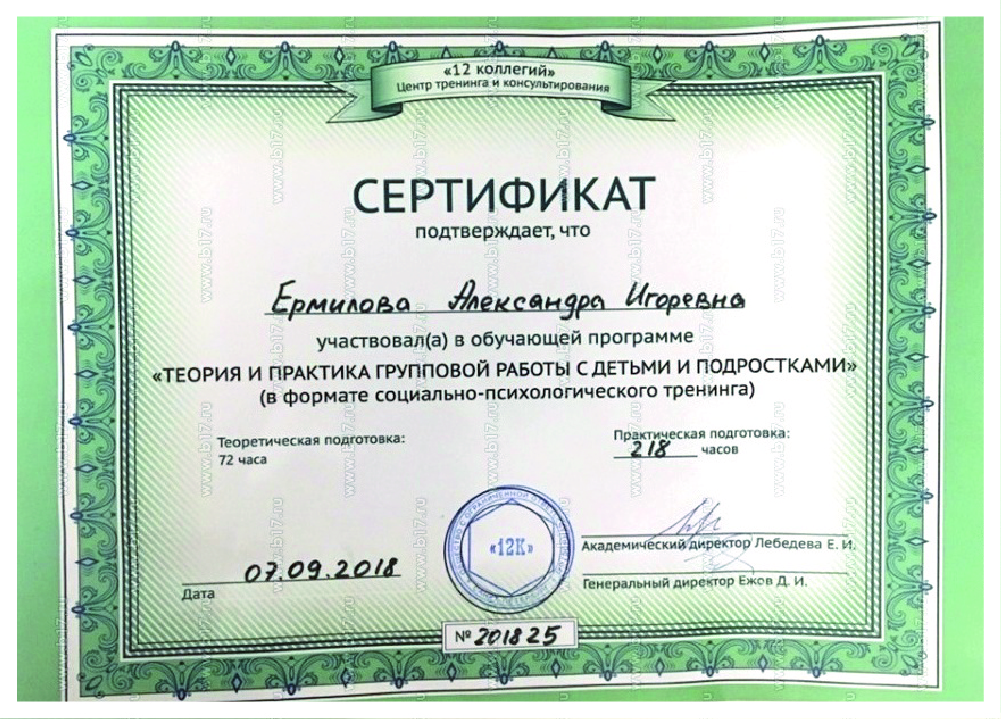 «12 коллегий»
Центр тренинга и консультирования
СЕРТИФИКАТ
подтверждает, что
Ермилова Александра Игоревна
участвовал(а) в обучающей программе
«ТЕОРИЯ И ПРАКТИКА ГРУППОВОЙ РАБОТЫ С ДЕТЬМИ И ПОДРОСТКАМИ»
(в формате социально-психологического тренинга)
Теоретическая подготовка:
72 часа
Практическая подготовка:
218 часов
«12К»
Академический директор Лебедева Е. И.
07.09.2018
Дата
Генеральный директор Ежов Д. И.
№ 201825
www.b17.ru